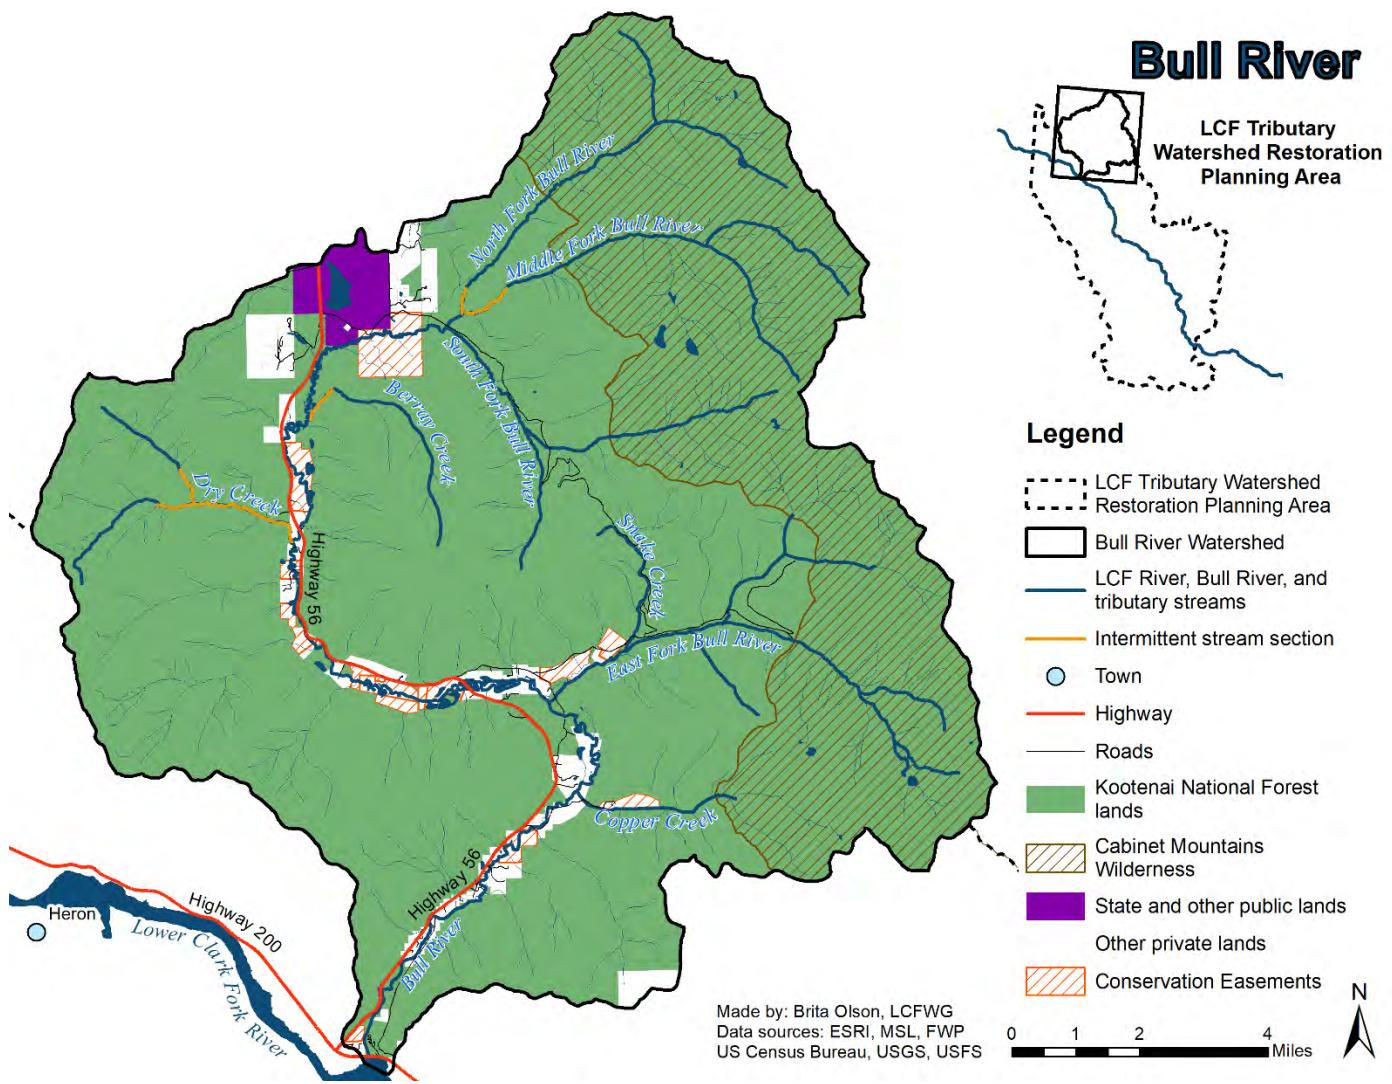 Bull River
LCF Tributary
Watershed Restoration
Planning Area
North Fork Bull River
Middle Fork Bull River
South Fork Bull River
Berray Creek
Dry Creek
Highway 56
Snake Creek
East Fork Bull River
Copper Creek
Highway 56
Bull River
Highway 200
Heron
Lower Clark Fork River
Legend
LCF Tributary Watershed
Restoration Planning Area
Bull River Watershed
LCF River, Bull River, and
tributary streams
Intermittent stream section
Town
Highway
Roads
Kootenai National Forest
lands
Cabinet Mountains
Wilderness
State and other public lands
Other private lands
Conservation Easements
Made by: Brita Olson, LCFWG
Data sources: ESRI, MSL, FWP
US Census Bureau, USGS, USFS
0 1 2 4
Miles
N